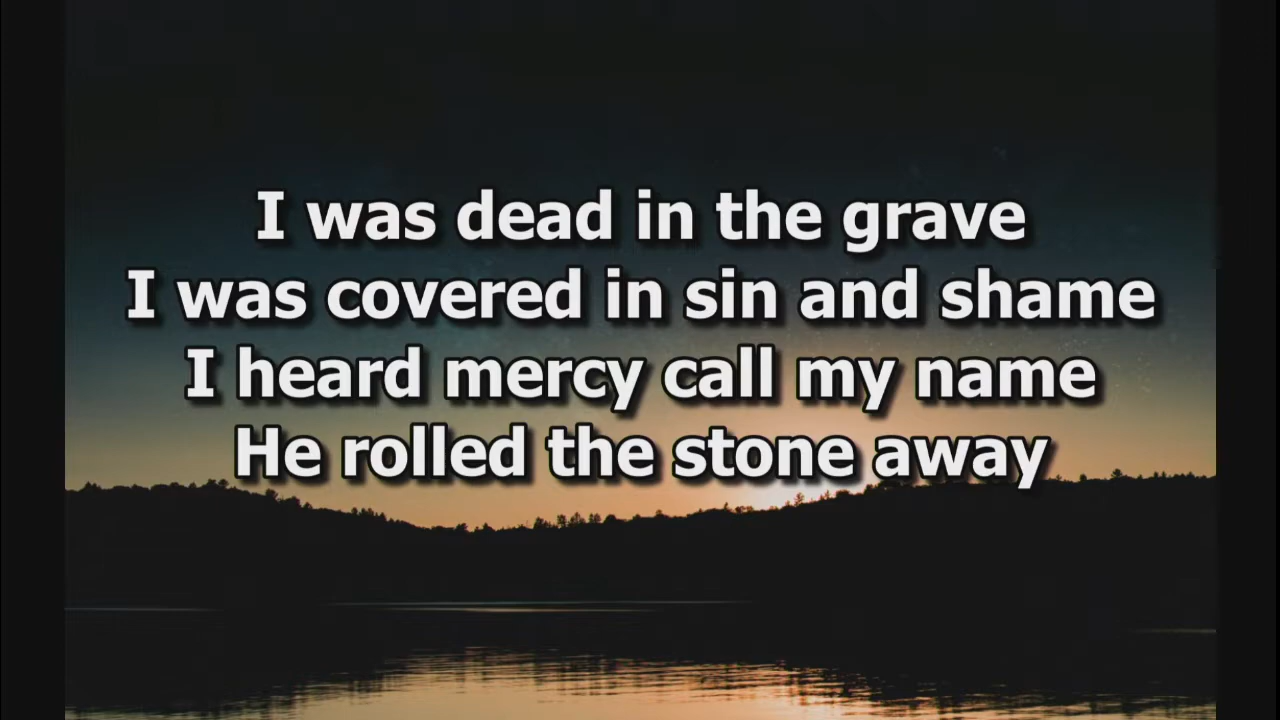 I was dead in the grave
I was covered in sin and shame
I heard mercy call my name
He rolled the stone away